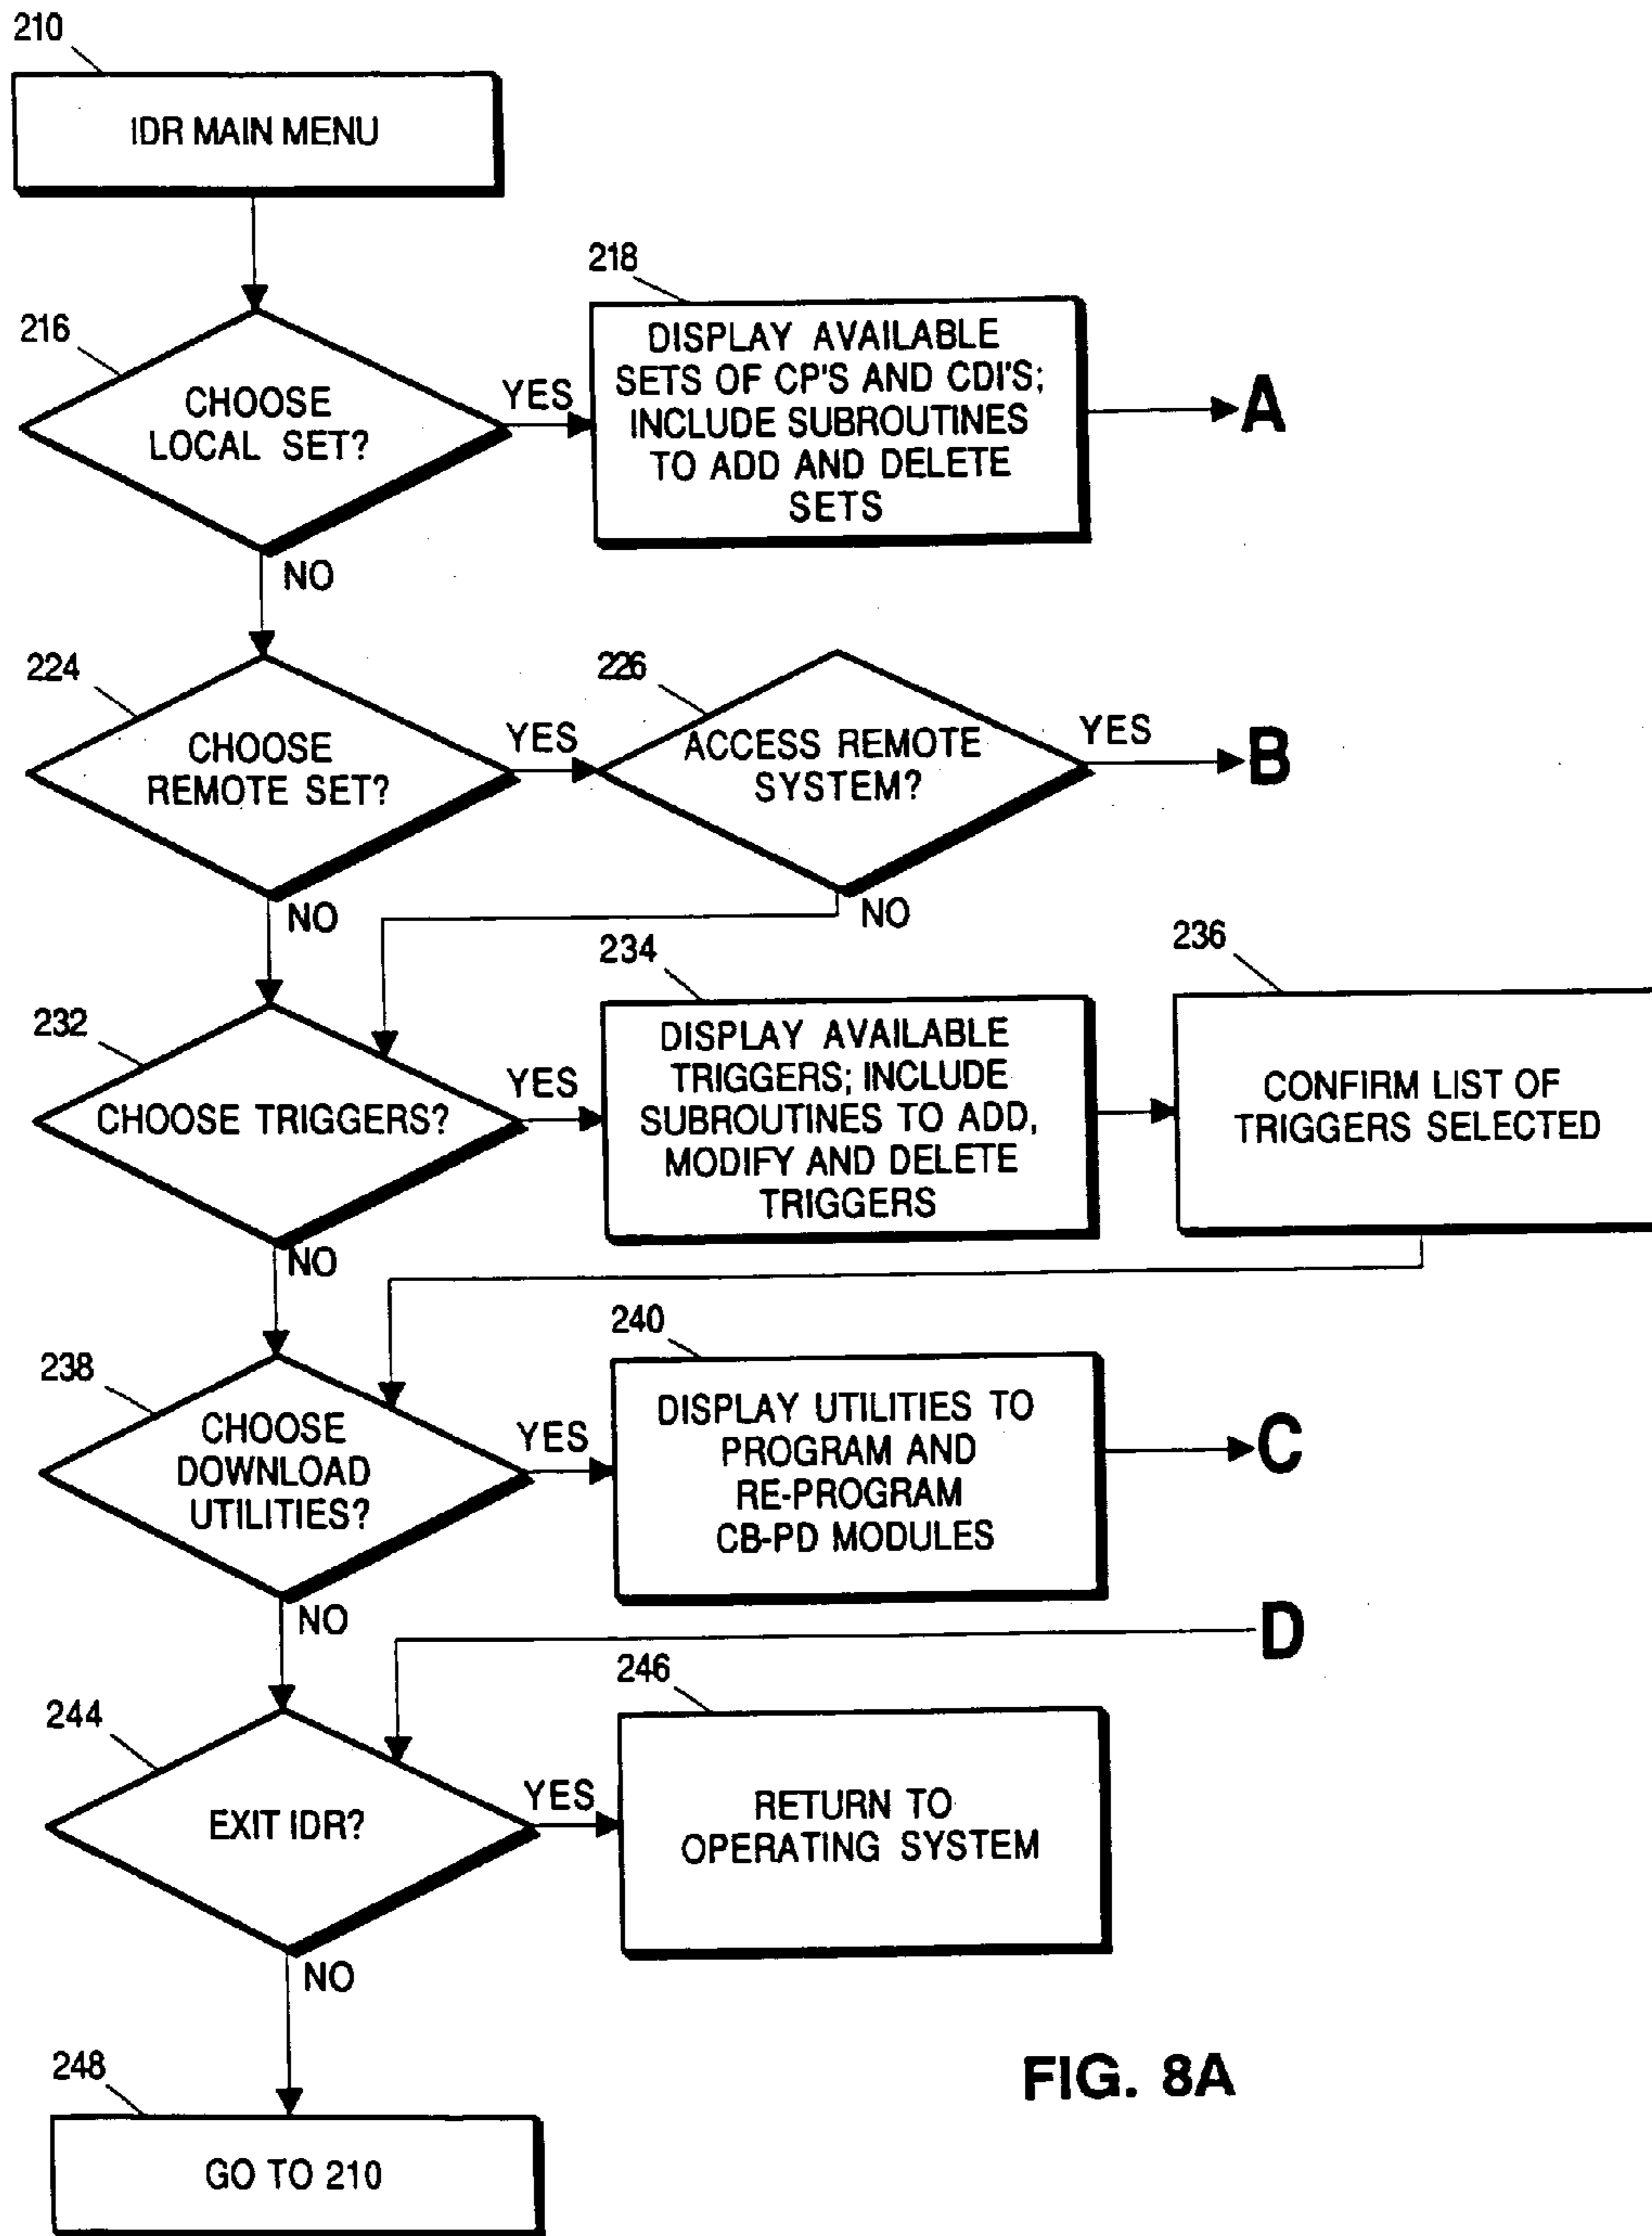 210
IDR MAIN MENU
216
CHOOSE
LOCAL SET?
YES
NO
218
DISPLAY AVAILABLE
SETS OF CP'S AND CDI'S;
INCLUDE SUBROUTINES
TO ADD AND DELETE
SETS
A
224
CHOOSE
REMOTE SET?
YES
NO
226
ACCESS REMOTE
SYSTEM?
YES
NO
B
232
CHOOSE TRIGGERS?
YES
NO
234
DISPLAY AVAILABLE
TRIGGERS; INCLUDE
SUBROUTINES TO ADD,
MODIFY AND DELETE
TRIGGERS
236
CONFIRM LIST OF
TRIGGERS SELECTED
238
CHOOSE
DOWNLOAD
UTILITIES?
YES
NO
240
DISPLAY UTILITIES TO
PROGRAM AND
RE-PROGRAM
CB-PD MODULES
C
D
244
EXIT IDR?
YES
NO
246
RETURN TO
OPERATING SYSTEM
248
GO TO 210
FIG. 8A